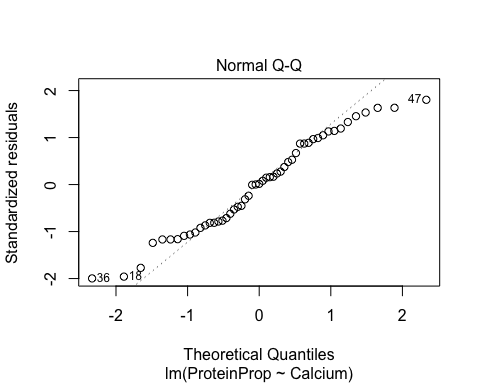 Normal Q-Q
Standardized residuals
2
1
0
-1
-2
47
36
18
-2 -1 0 1 2
Theoretical Quantiles
lm(ProteinProp ~ Calcium)